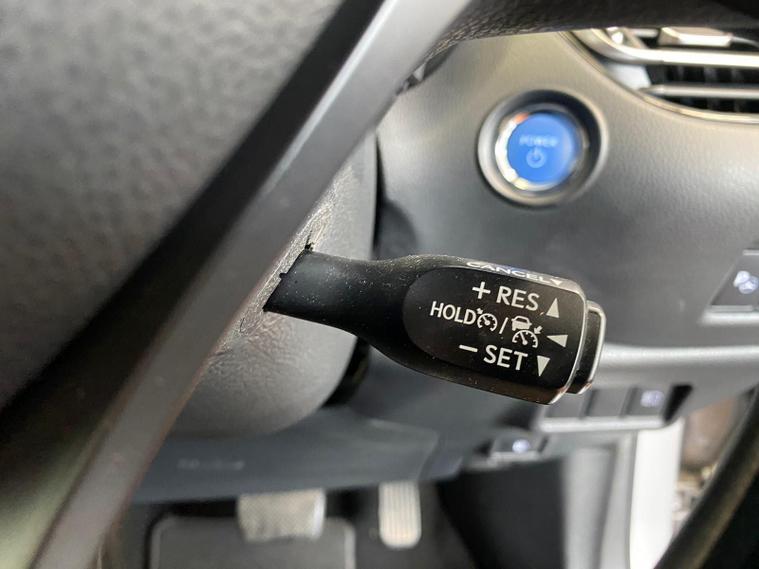 POWER
CANCEL
+ RES ▲
HOLD / ◀
− SET ▼